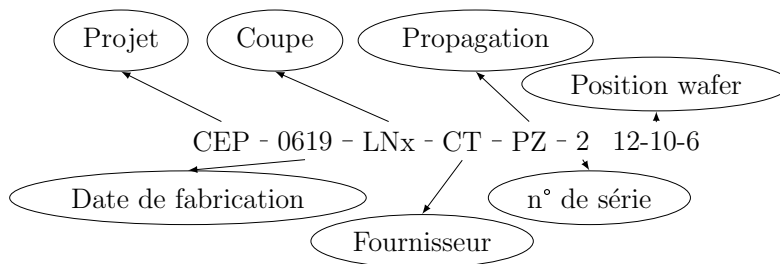 Projet
Coupe
Propagation
Position wafer
CEP - 0619 - LNx - CT - PZ - 2 12-10-6
Date de fabrication
n° de série
Fournisseur